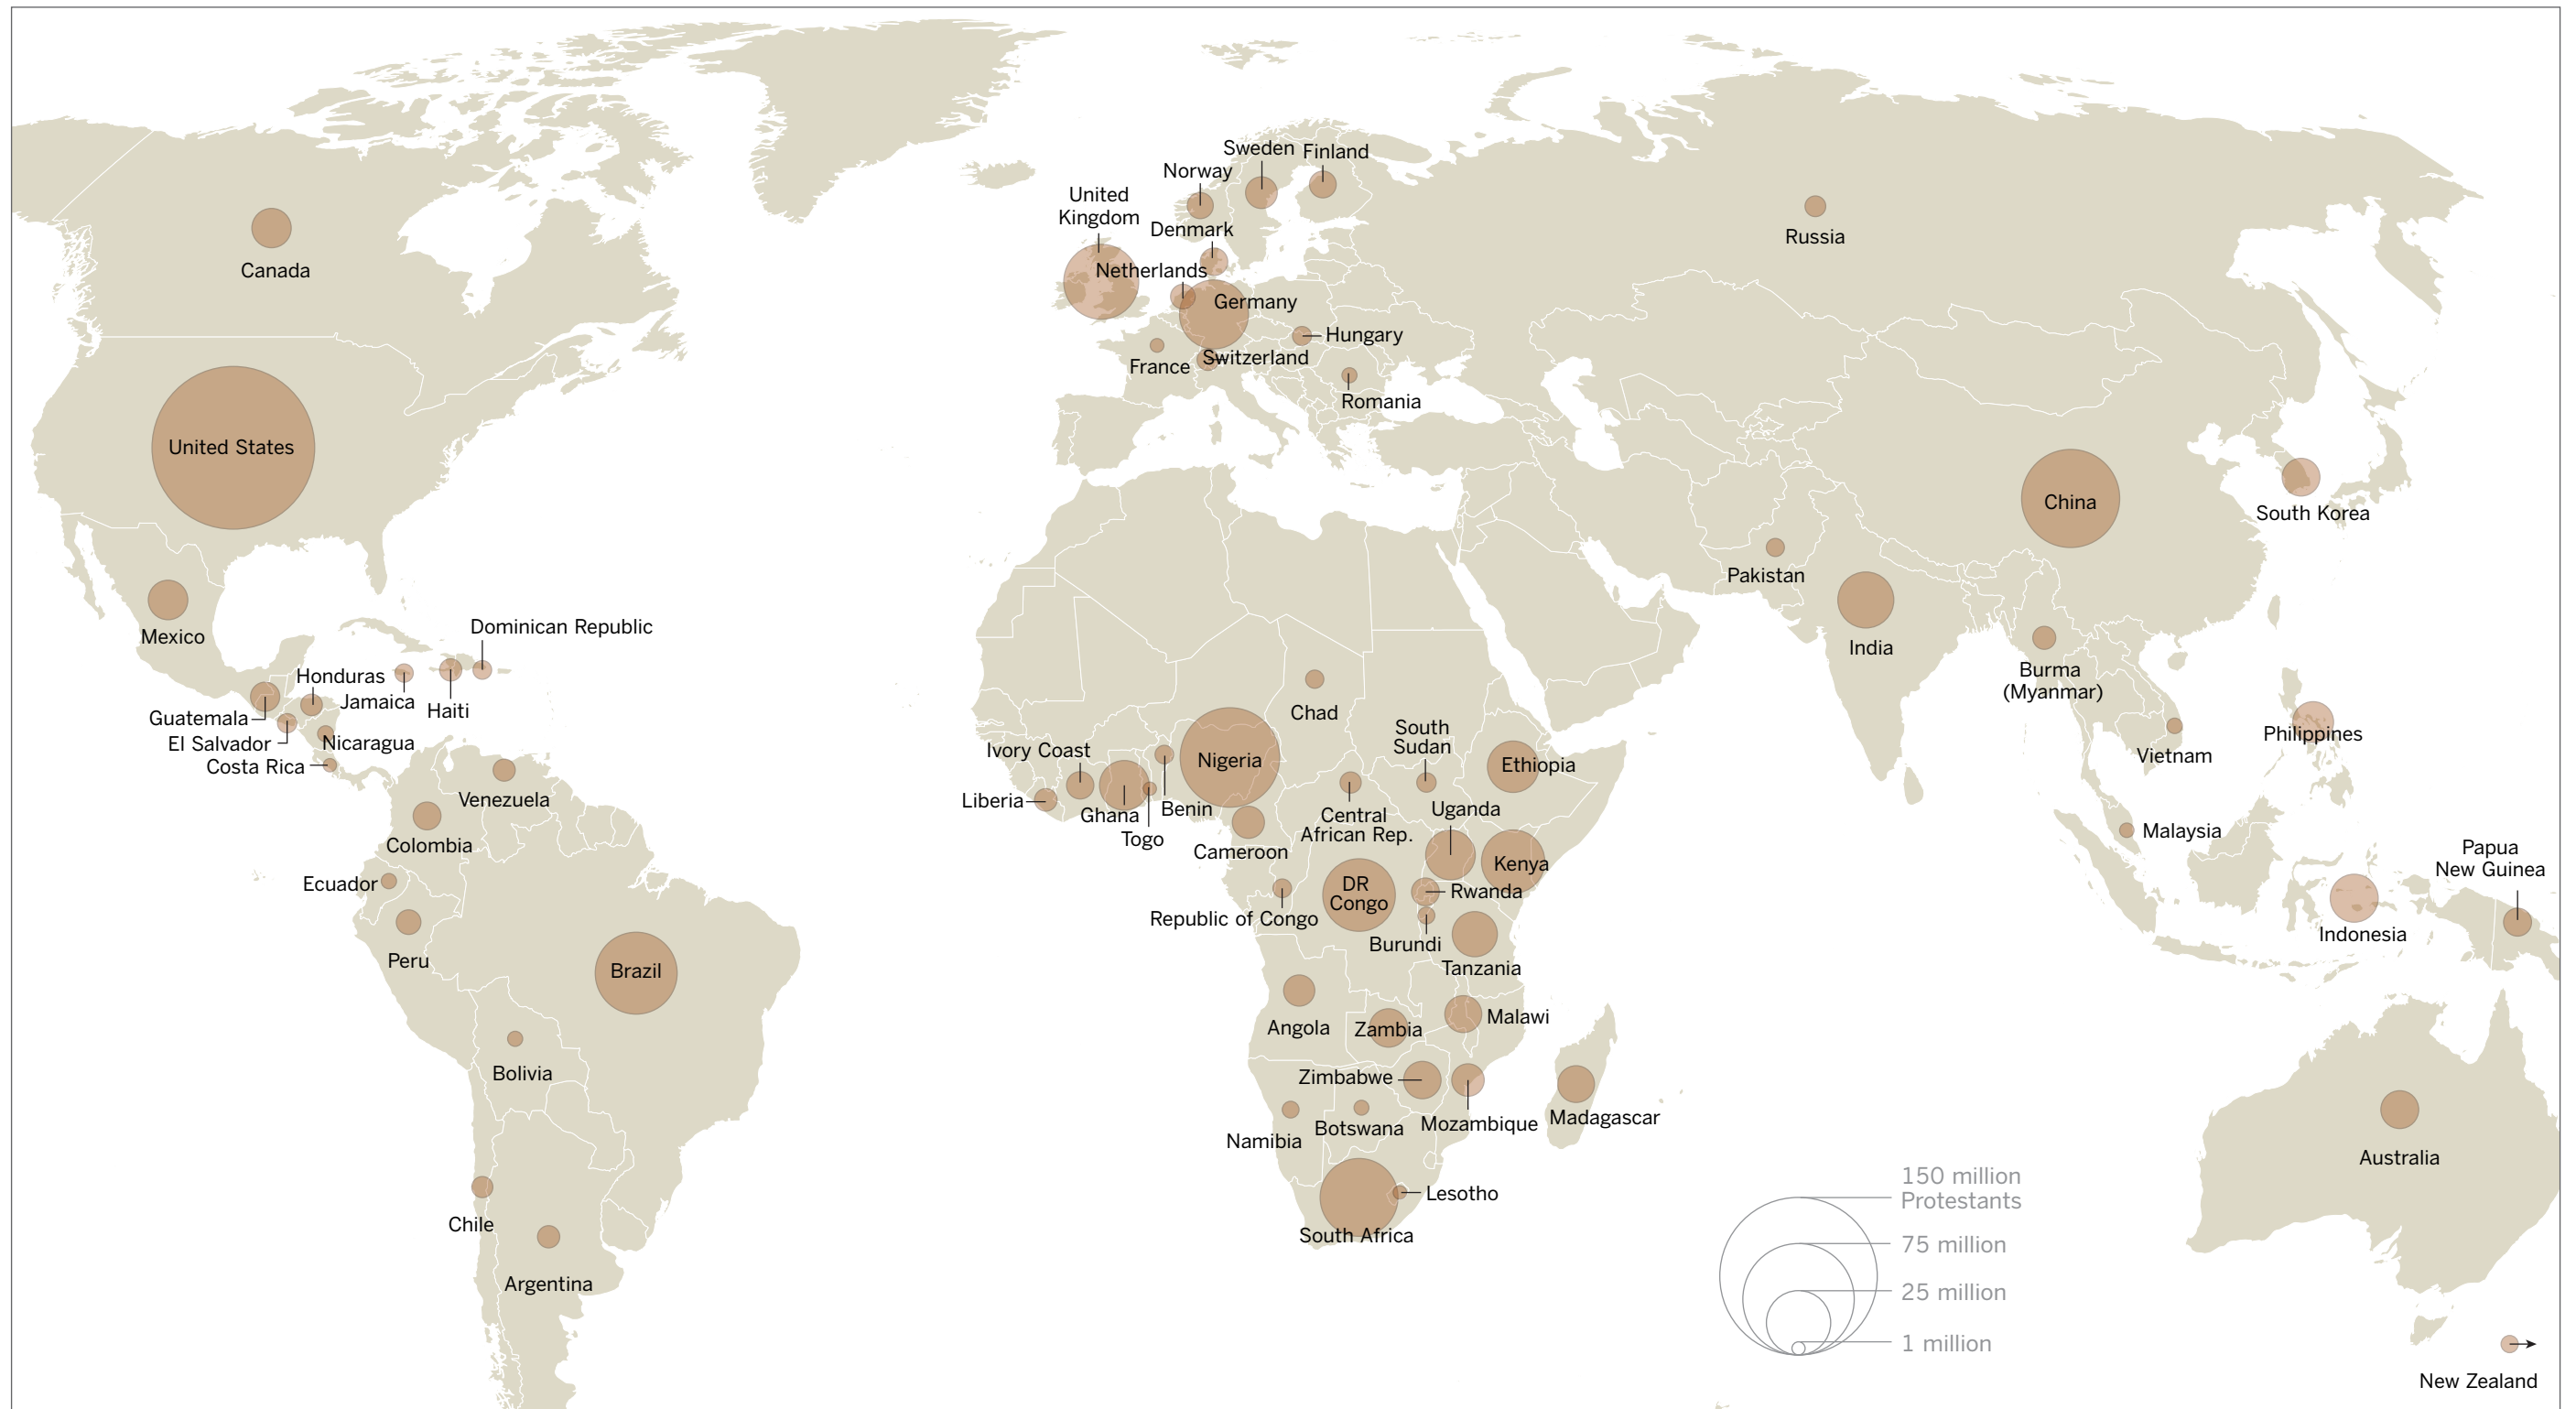 Canada
United States
Mexico
Dominican Republic
Honduras
Jamaica
Haiti
Guatemala
El Salvador
Nicaragua
Costa Rica
Venezuela
Colombia
Ecuador
Peru
Brazil
Bolivia
Chile
Argentina
Sweden
Finland
Norway
United
Kingdom
Denmark
Netherlands
Germany
Hungary
Switzerland
France
Romania
Russia
China
South Korea
Pakistan
India
Burma
(Myanmar)
Philippines
Vietnam
Malaysia
Papua
New Guinea
Indonesia
Chad
South
Sudan
Ivory Coast
Nigeria
Ethiopia
Liberia
Ghana
Benin
Togo
Central
African Rep.
Uganda
Cameroon
Kenya
DR
Congo
Rwanda
Republic of Congo
Burundi
Tanzania
Angola
Zambia
Malawi
Zimbabwe
Mozambique
Madagascar
Namibia
Botswana
Lesotho
South Africa
Australia
New Zealand
150 million
Protestants
75 million
25 million
1 million